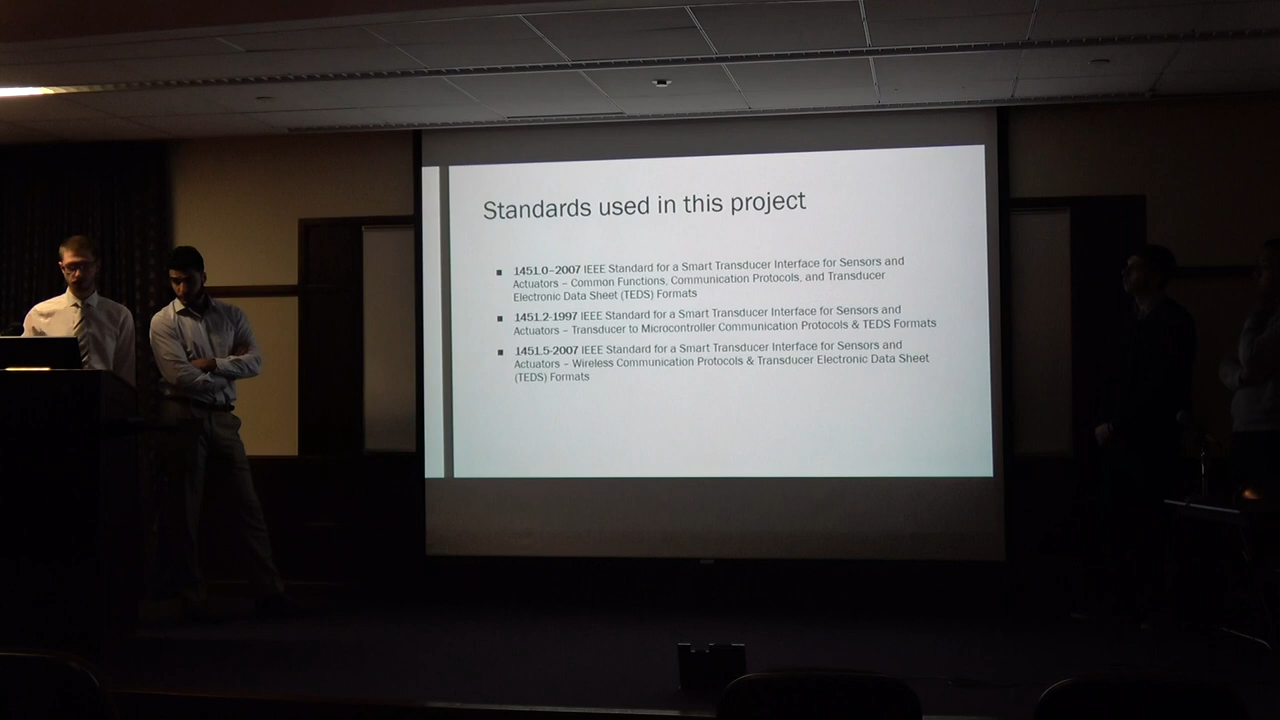 Standards used in this project
1451.0–2007 IEEE Standard for a Smart Transducer Interface for Sensors and
Actuators – Common Functions, Communication Protocols, and Transducer
Electronic Data Sheet (TEDS) Formats
1451.2-1997 IEEE Standard for a Smart Transducer Interface for Sensors and
Actuators – Transducer to Microcontroller Communication Protocols & TEDS Formats
1451.5-2007 IEEE Standard for a Smart Transducer Interface for Sensors and
Actuators – Wireless Communication Protocols & Transducer Electronic Data Sheet
(TEDS) Formats